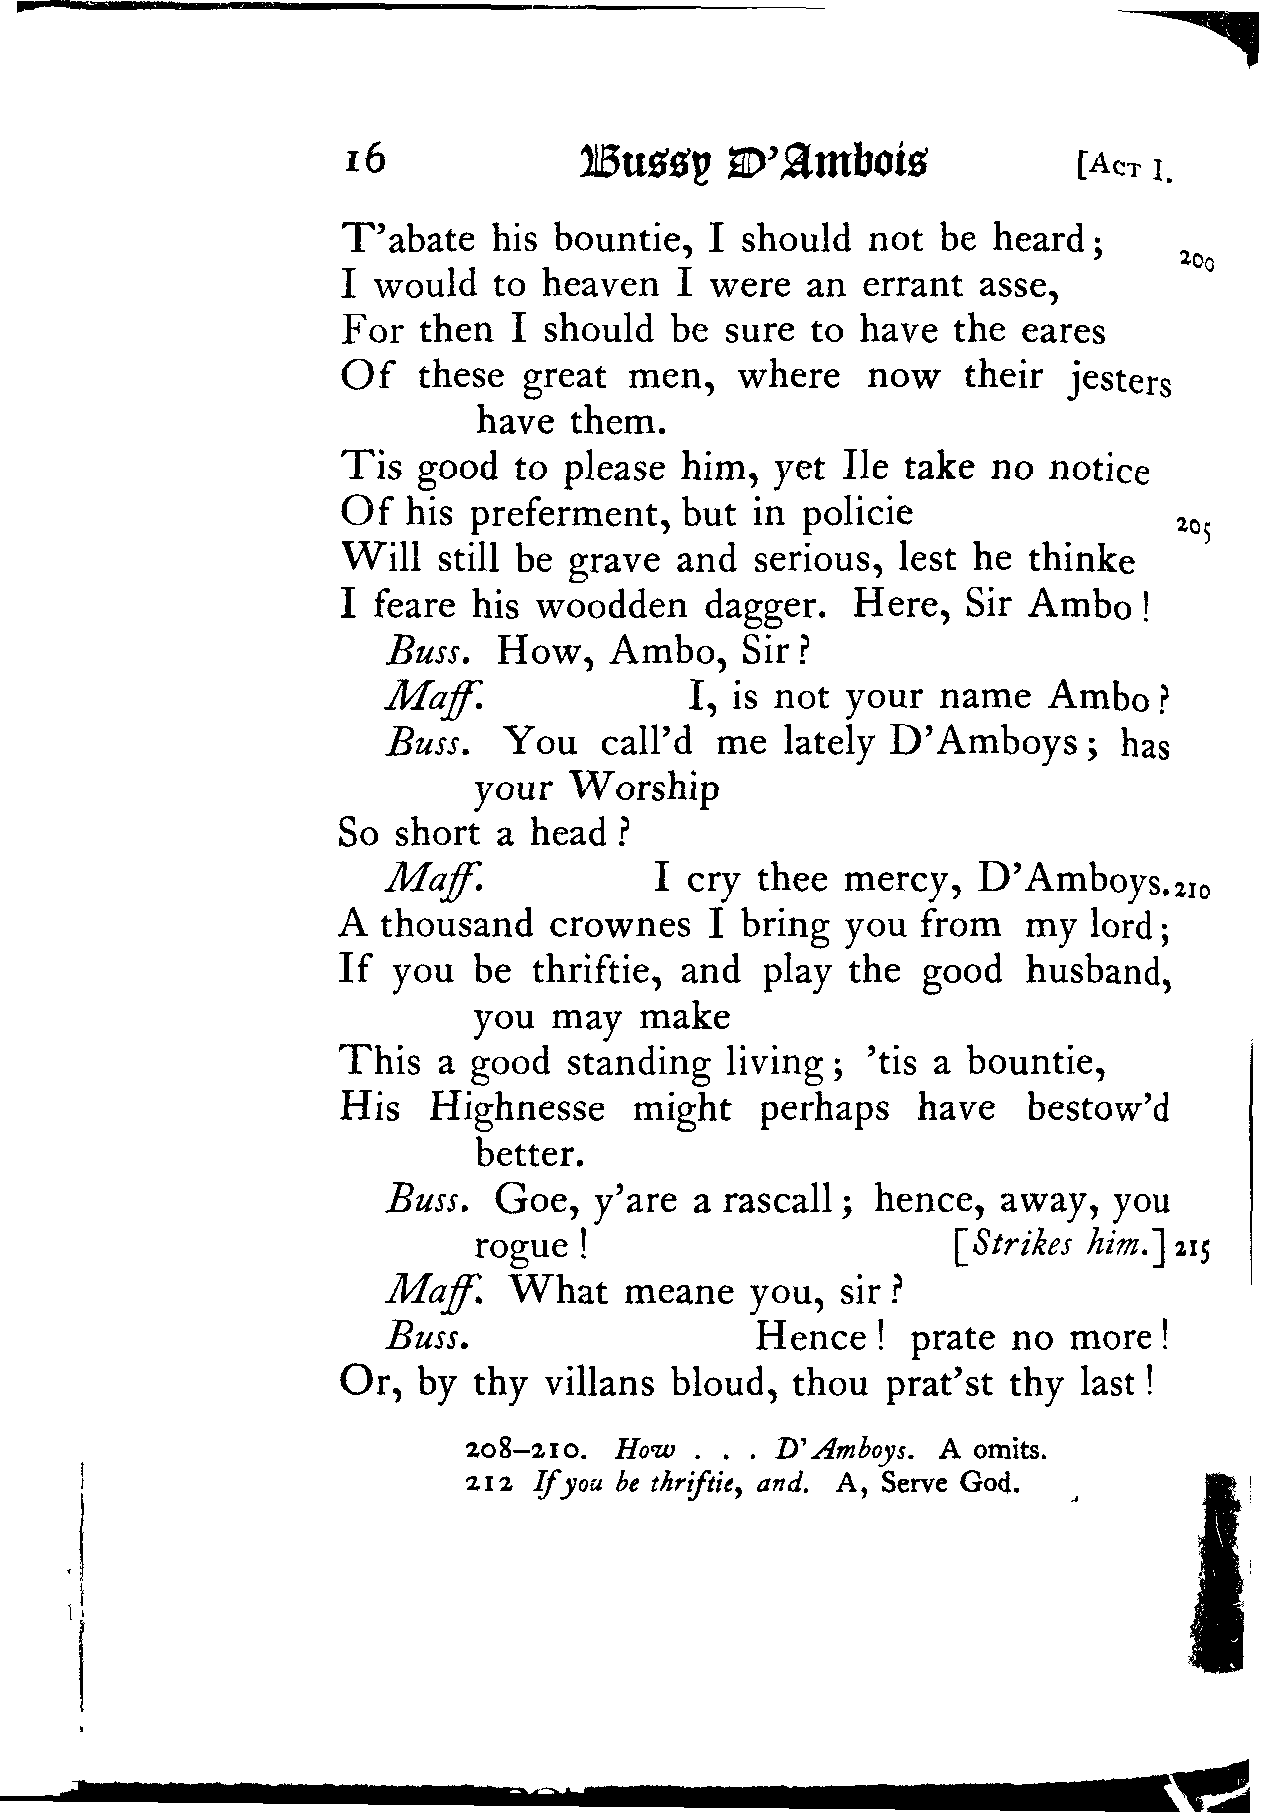 16 Bussy D'Ambois [ACT I.
T'abate his bountie, I should not be heard; 200
I would to heaven I were an errant asse,
For then I should be sure to have the eares
Of these great men, where now their jesters
have them.
Tis good to please him, yet Ile take no notice
Of his preferment, but in policie 205
Will still be grave and serious, lest he thinke
I feare his woodden dagger. Here, Sir Ambo!
Buss. How, Ambo, Sir?
Maff. I, is not your name Ambo?
Buss. You call'd me lately D'Amboys; has
your Worship
So short a head?
Maff. I cry thee mercy, D'Amboys. 210
A thousand crownes I bring you from my lord;
If you be thriftie, and play the good husband,
you may make
This a good standing living; 'tis a bountie,
His Highnesse might perhaps have bestow'd
better.
Buss. Goe, y'are a rascall; hence, away, you
rogue! [Strikes him.] 215
Maff. What meane you, sir?
Buss. Hence! prate no more!
Or, by thy villans bloud, thou prat'st thy last!
208–210. How . . . D'Amboys. A omits.
212 If you be thriftie, and. A, Serve God.